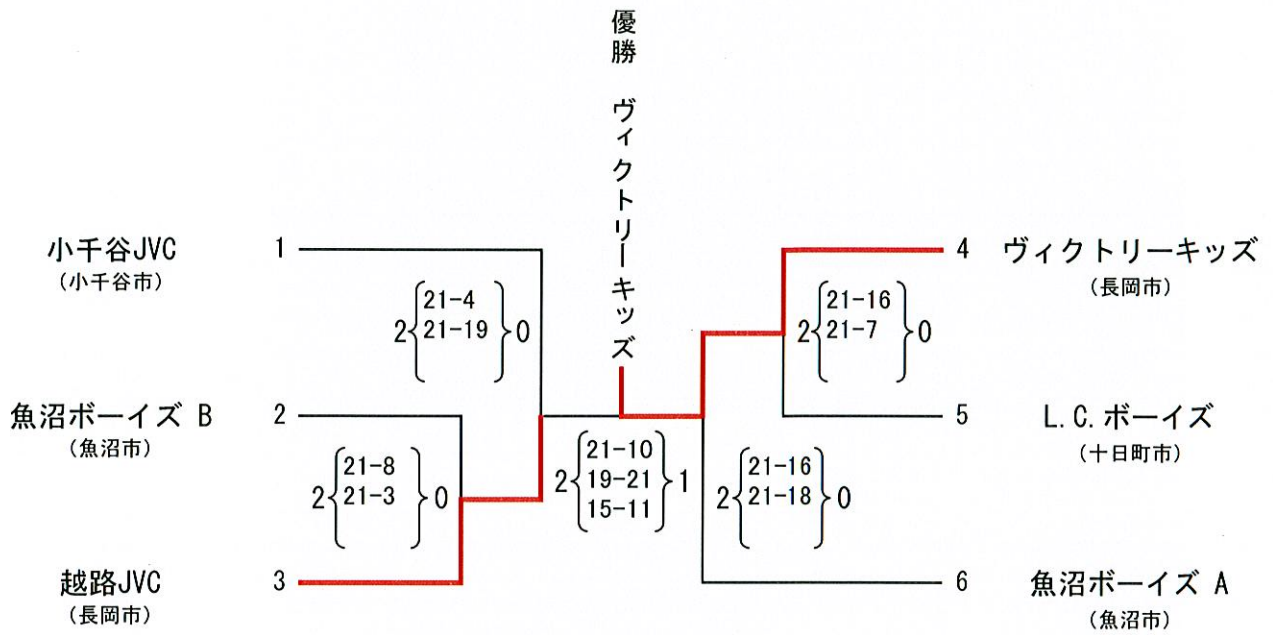 優勝 ヴィクトリーキッズ
小千谷JVC 1
(小千谷市)
2{21-4
21-19}0
魚沼ボーイズ B 2
(魚沼市)
2{21-8
21-3}0
越路JVC 3
(長岡市)
2{21-10
19-21
15-11}1
4 ヴィクトリーキッズ
(長岡市)
2{21-16
21-7}0
5 L.C.ボーイズ
(十日町市)
2{21-16
21-18}0
6 魚沼ボーイズ A
(魚沼市)